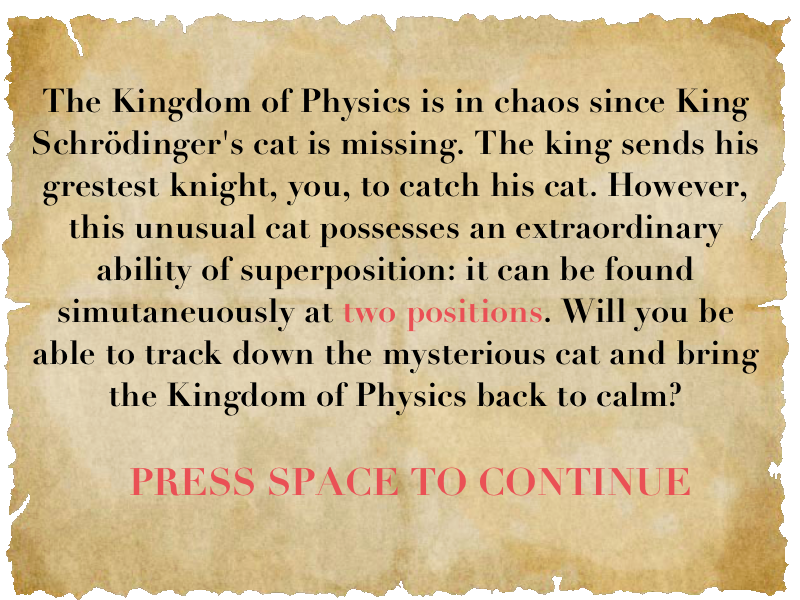 The Kingdom of Physics is in chaos since King
Schrödinger's cat is missing. The king sends his
grestest knight, you, to catch his cat. However,
this unusual cat possesses an extraordinary
ability of superposition: it can be found
simutaneuously at two positions. Will you be
able to track down the mysterious cat and bring
the Kingdom of Physics back to calm?
PRESS SPACE TO CONTINUE